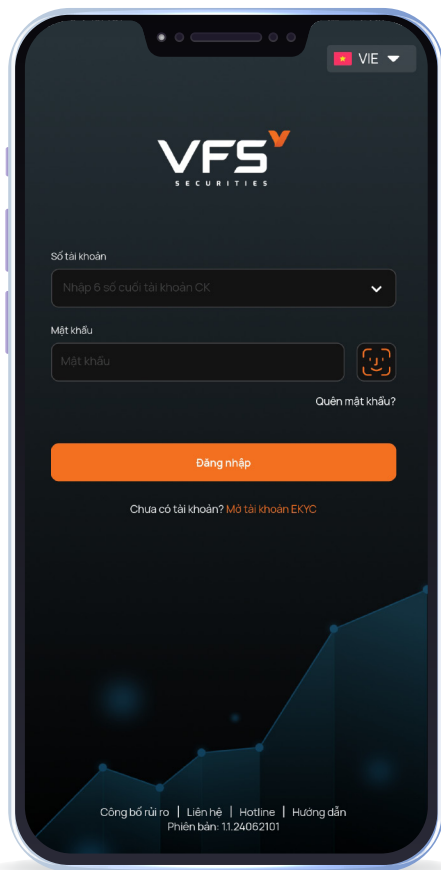 VIE
VFS
SECURITIES
Số tài khoản
Nhập 6 số cuối tài khoản CK
Mật khẩu
Mật khẩu
Quên mật khẩu?
Đăng nhập
Chưa có tài khoản? Mở tài khoản EKYC
Công bố rủi ro | Liên hệ | Hotline | Hướng dẫn
Phiên bản: 1.1.24062101